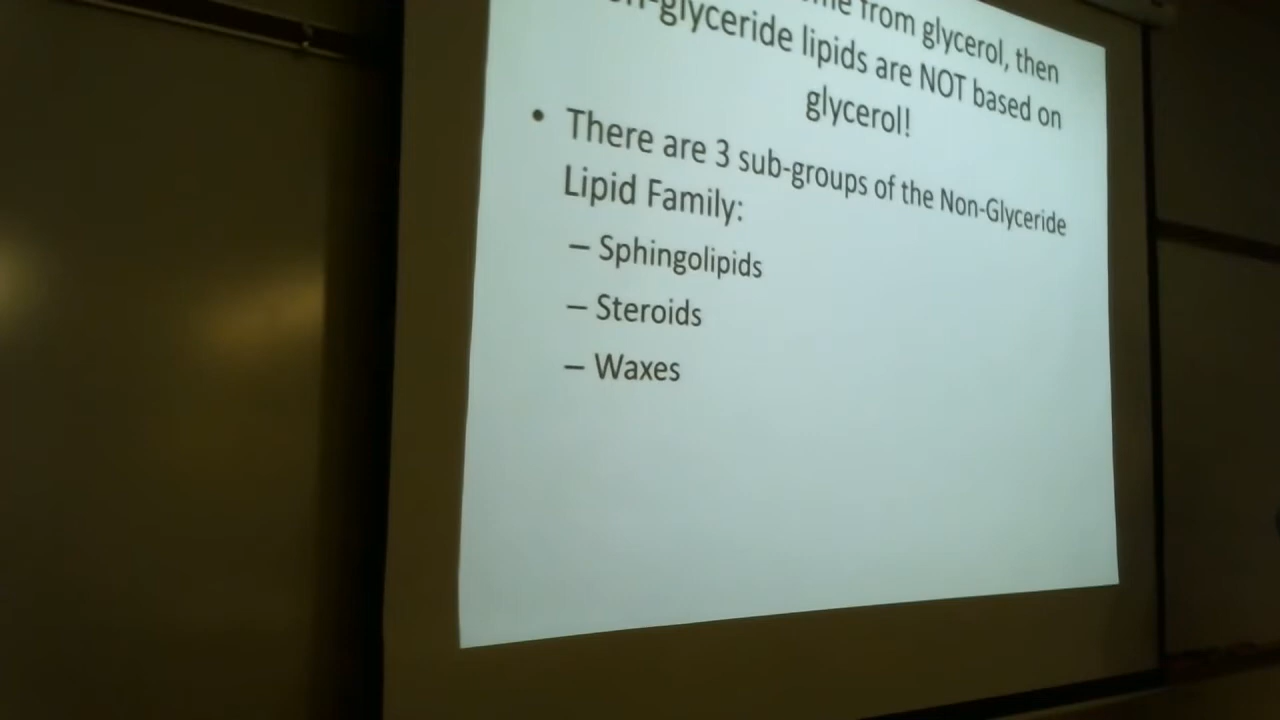 from glycerol, then
-glyceride lipids are NOT based on
glycerol!
• There are 3 sub-groups of the Non-Glyceride
Lipid Family:
– Sphingolipids
– Steroids
– Waxes